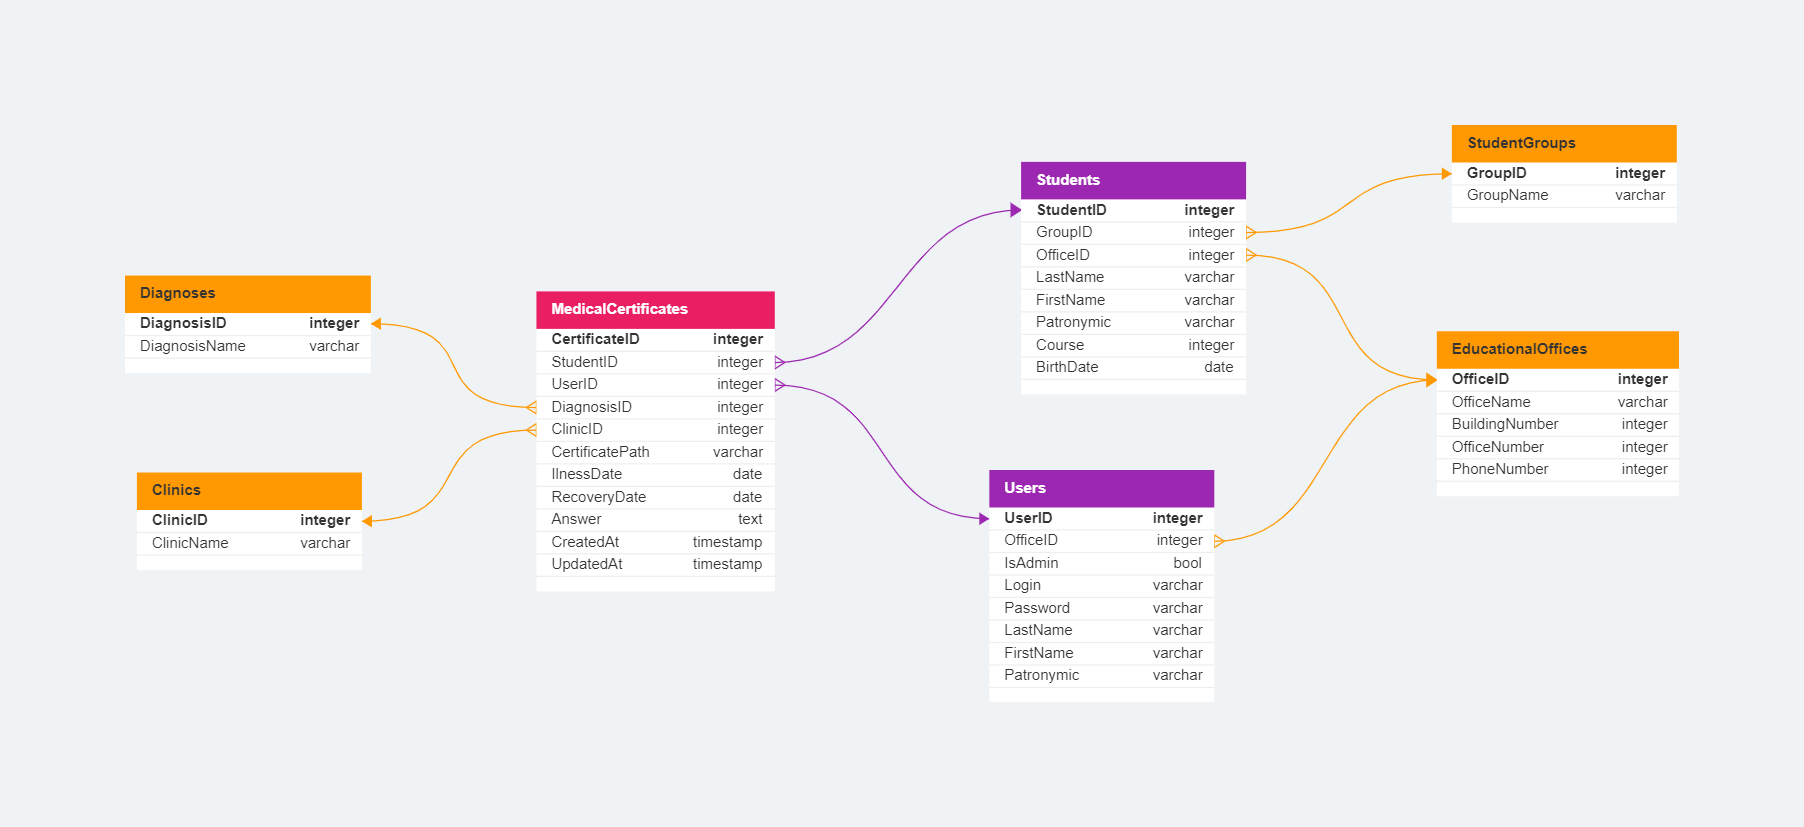 Diagnoses
DiagnosisID integer
DiagnosisName varchar
Clinics
ClinicID integer
ClinicName varchar
MedicalCertificates
CertificateID integer
StudentID integer
UserID integer
DiagnosisID integer
ClinicID integer
CertificatePath varchar
IlnessDate date
RecoveryDate date
Answer text
CreatedAt timestamp
UpdatedAt timestamp
Students
StudentID integer
GroupID integer
OfficeID integer
LastName varchar
FirstName varchar
Patronymic varchar
Course integer
BirthDate date
Users
UserID integer
OfficeID integer
IsAdmin bool
Login varchar
Password varchar
LastName varchar
FirstName varchar
Patronymic varchar
StudentGroups
GroupID integer
GroupName varchar
EducationalOffices
OfficeID integer
OfficeName varchar
BuildingNumber integer
OfficeNumber integer
PhoneNumber integer